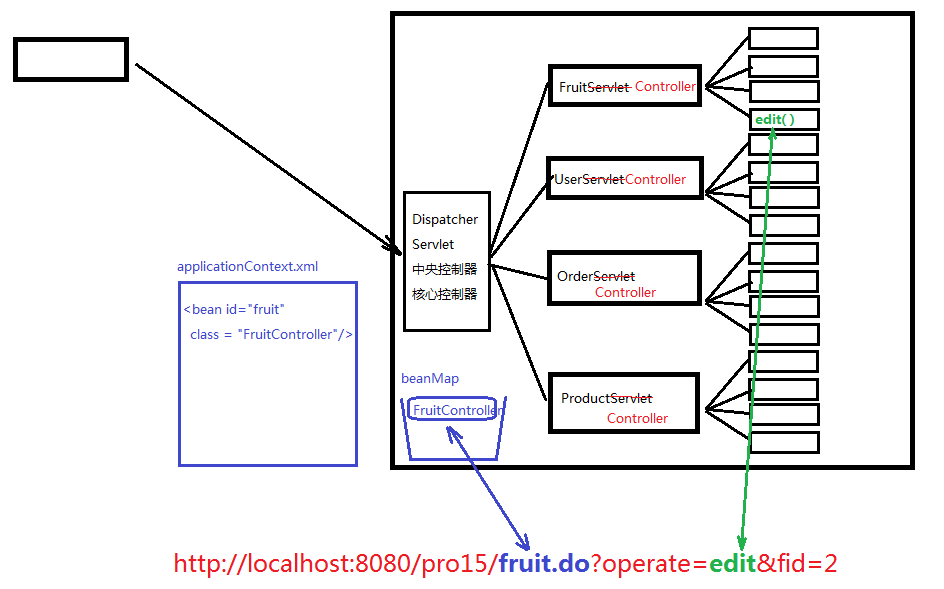 FruitServlet Controller
edit( )
UserServletController
Dispatcher
Servlet
中央控制器
核心控制器
OrderServlet
Controller
applicationContext.xml
<bean id="fruit"
class = "FruitController"/>
beanMap
FruitController
ProductServlet
Controller
http://localhost:8080/pro15/fruit.do?operate=edit&fid=2